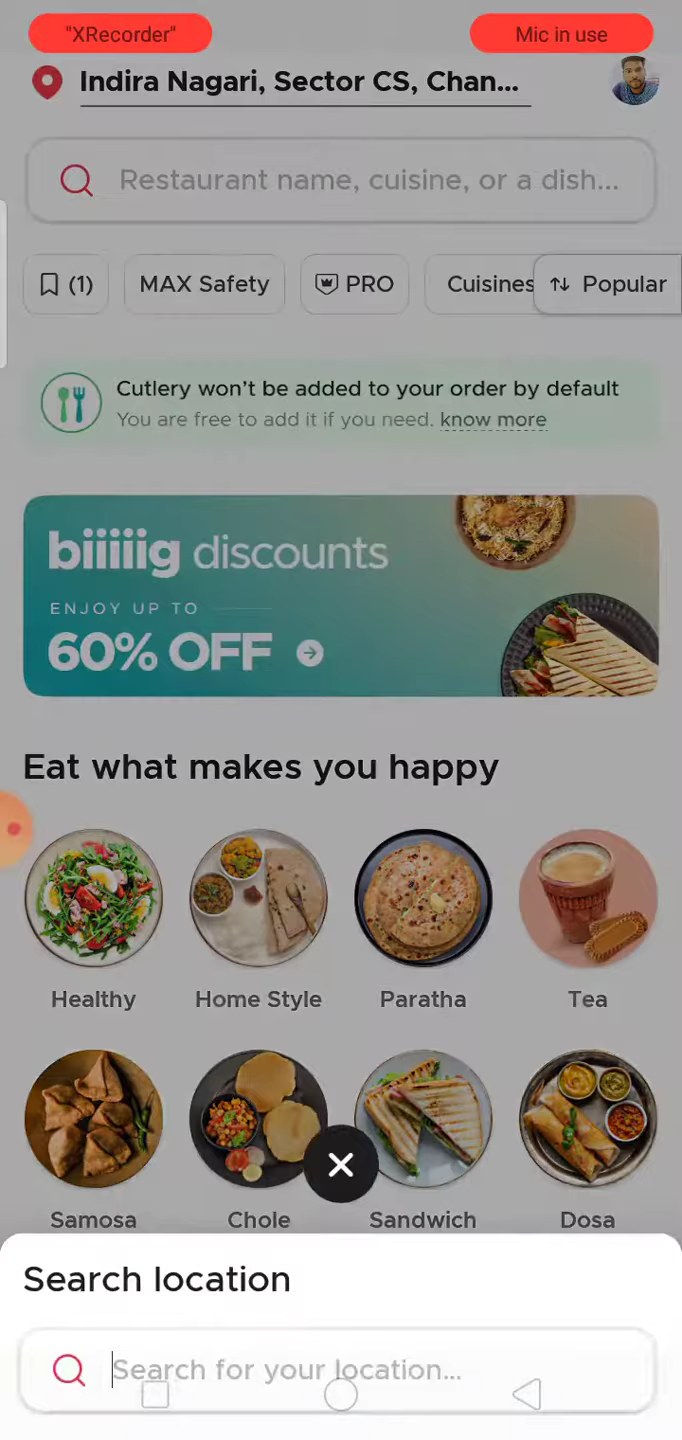 "XRecorder"
Mic in use
Indira Nagari, Sector CS, Chan...
Restaurant name, cuisine, or a dish...
(1)
MAX Safety
PRO
Cuisines
Popular
Cutlery won't be added to your order by default
You are free to add it if you need. know more
biiiiig discounts
ENJOY UP TO
60% OFF
Eat what makes you happy
Healthy
Home Style
Paratha
Tea
Samosa
Chole
Sandwich
Dosa
Search location
Search for your location...